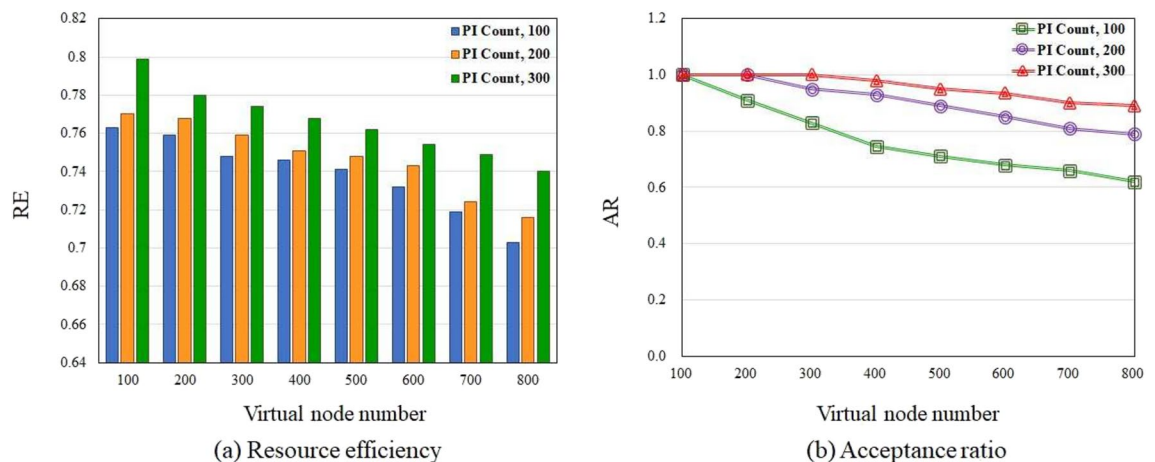 0.82
0.8
0.78
0.76
0.74
0.72
0.7
0.68
0.66
0.64
RE
PI Count, 100
PI Count, 200
PI Count, 300
100 200 300 400 500 600 700 800
Virtual node number
(a) Resource efficiency
1.2
1.0
0.8
0.6
0.4
0.2
0.0
AR
PI Count, 100
PI Count, 200
PI Count, 300
100 200 300 400 500 600 700 800
Virtual node number
(b) Acceptance ratio